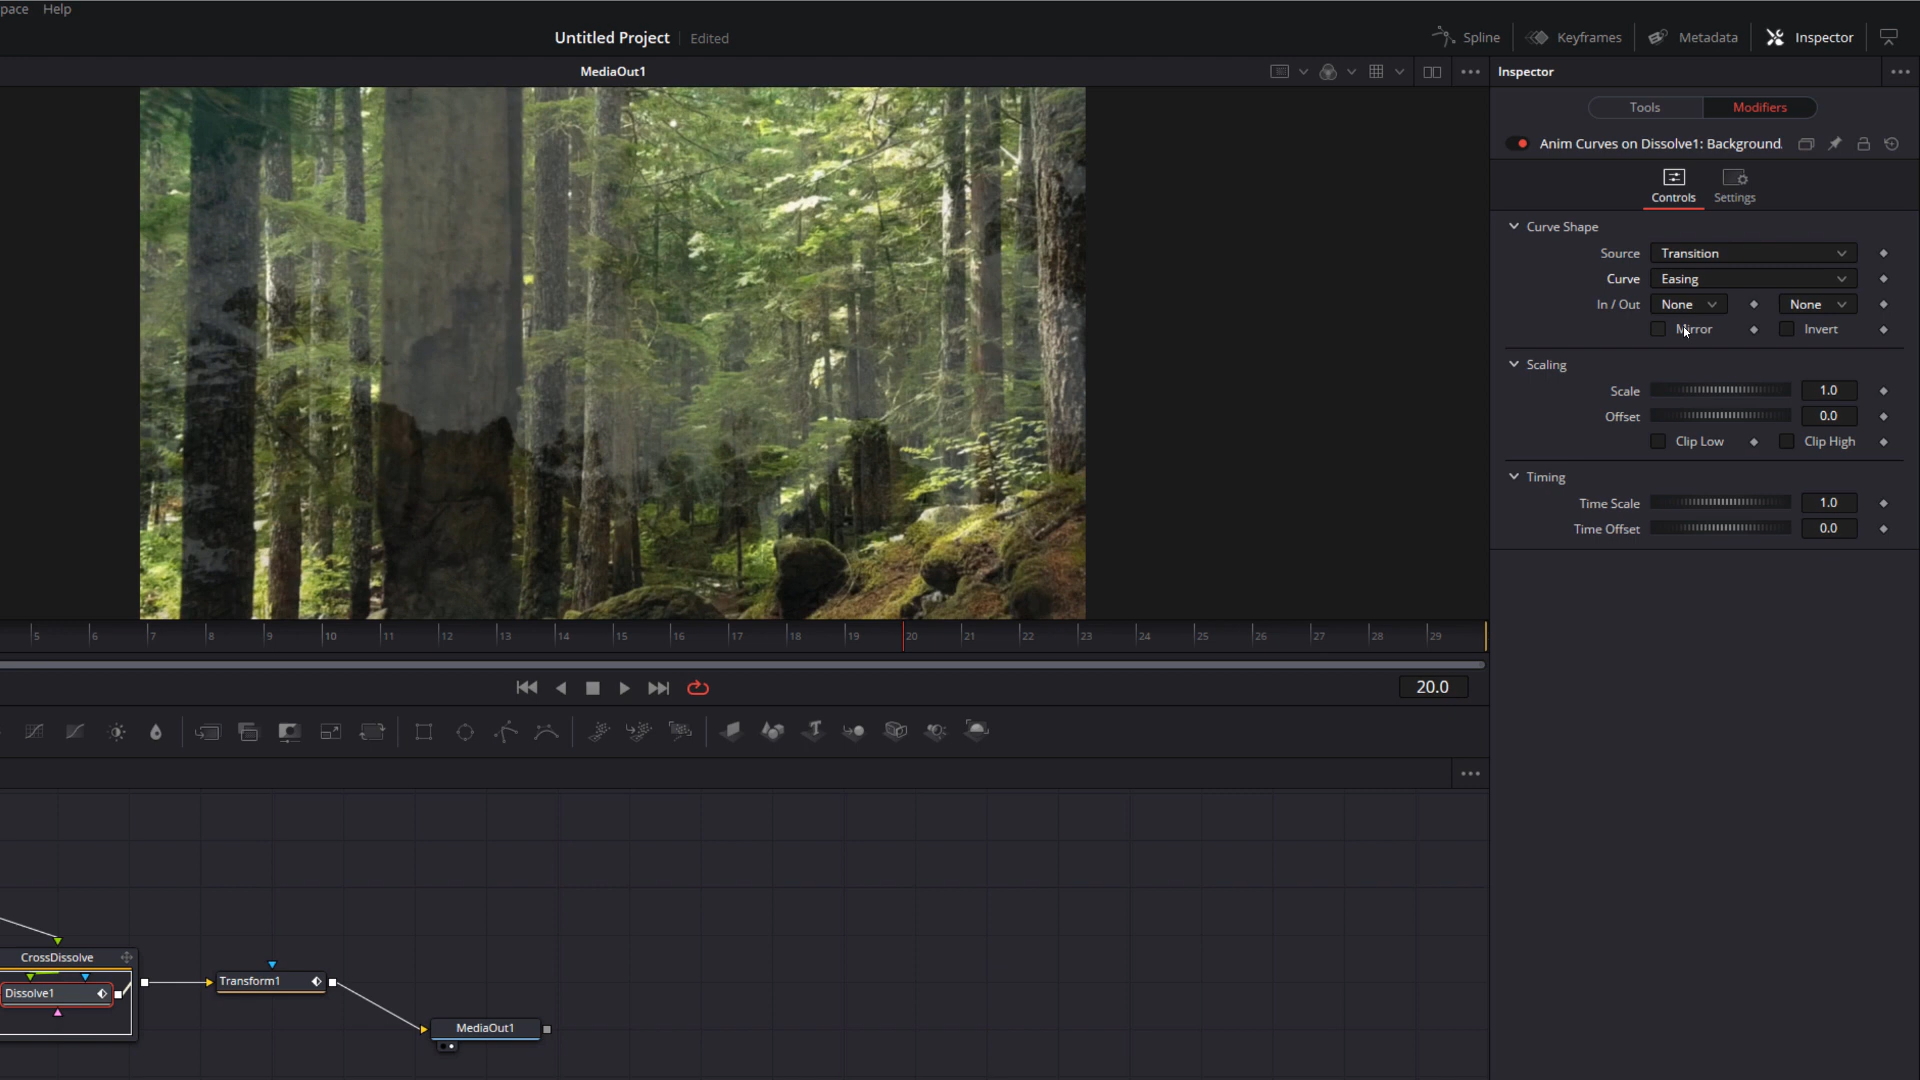 pace Help
Untitled Project Edited
Spline Keyframes Metadata Inspector
MediaOut1
Inspector
Tools Modifiers
Anim Curves on Dissolve1: Background.
Controls Settings
Curve Shape
Source Transition
Curve Easing
In / Out None None
Mirror Invert
Scaling
Scale 1.0
Offset 0.0
Clip Low Clip High
Timing
Time Scale 1.0
Time Offset 0.0
5 6 7 8 9 10 11 12 13 14 15 16 17 18 19 20 21 22 23 24 25 26 27 28 29
20.0
CrossDissolve
Dissolve1
Transform1
MediaOut1